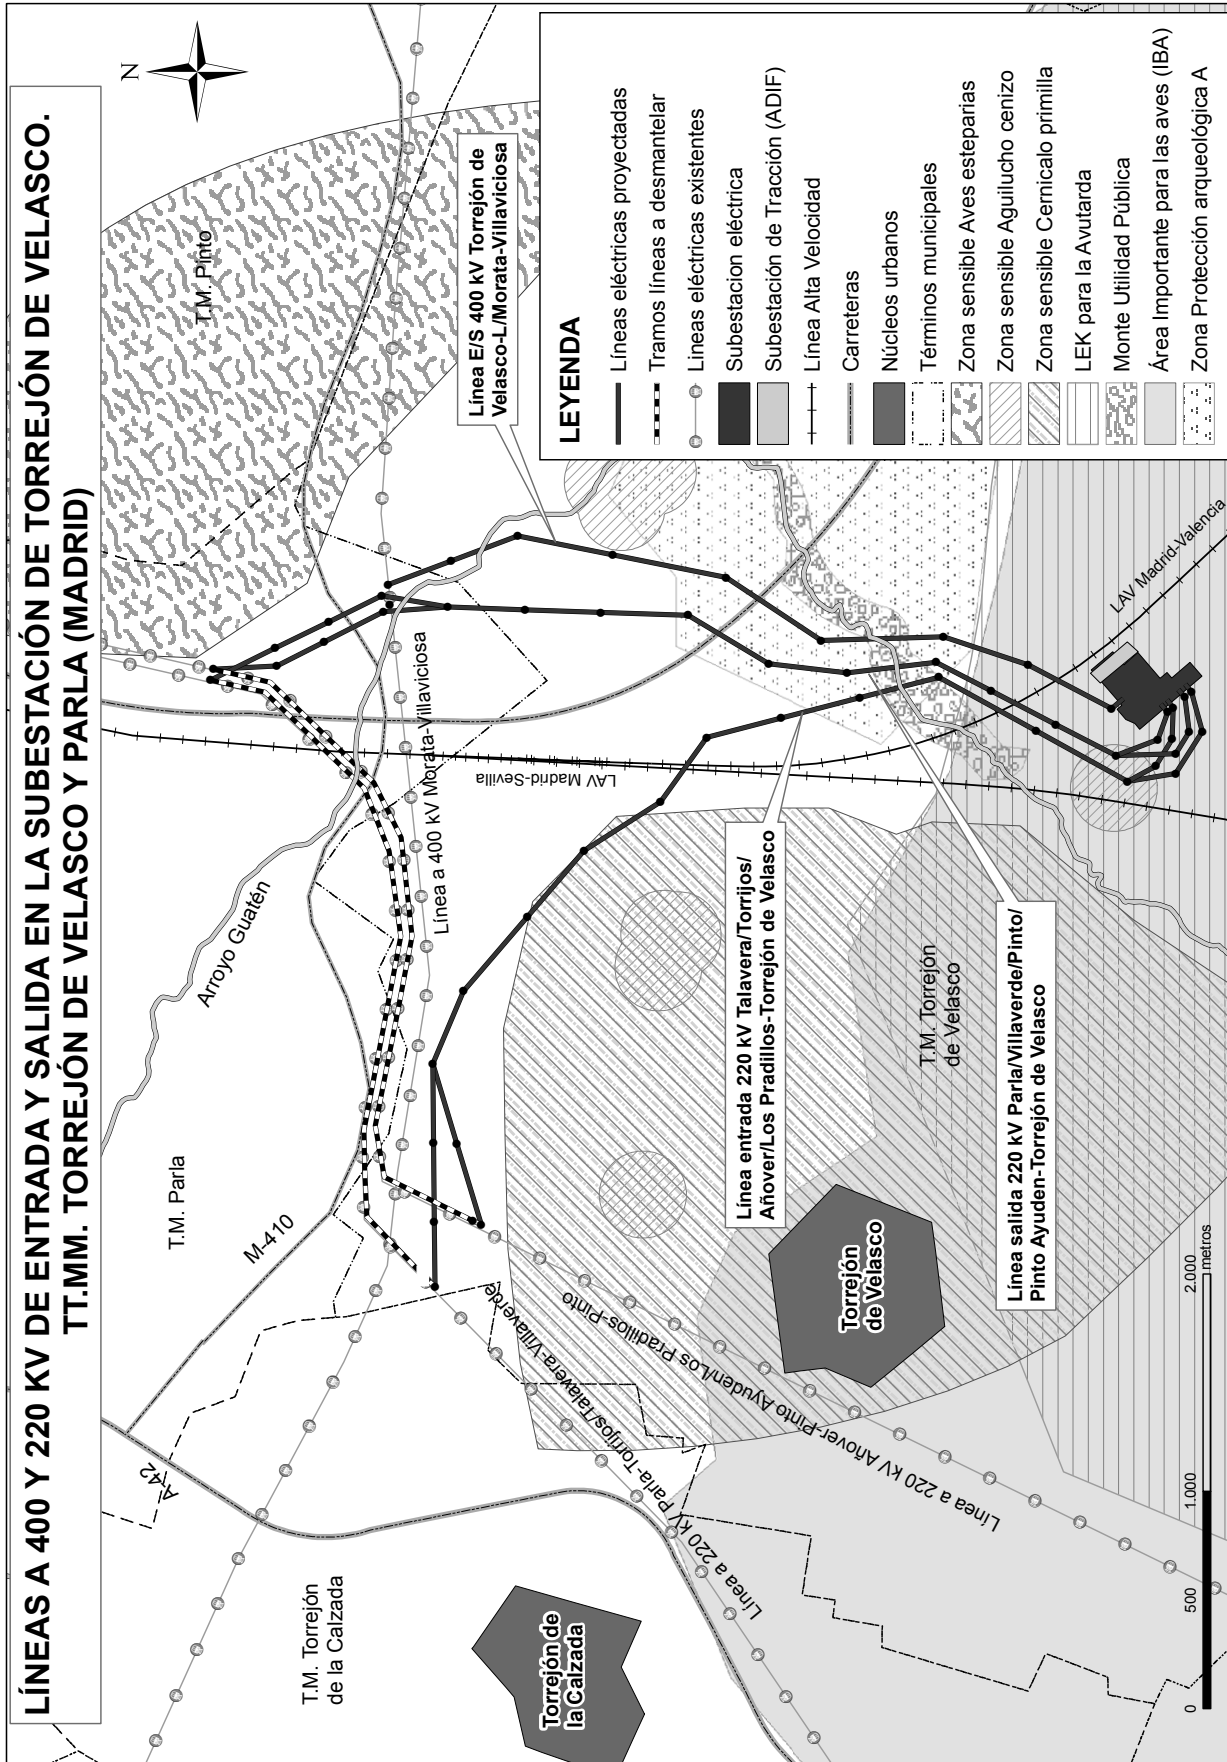 LÍNEAS A 400 Y 220 KV DE ENTRADA Y SALIDA EN LA SUBESTACIÓN DE TORREJÓN DE VELASCO.
TT.MM. TORREJÓN DE VELASCO Y PARLA (MADRID)
N
T.M. Pinto
Línea E/S 400 kV Torrejón de
Velasco-L/Morata-Villaviciosa
Arroyo Guatén
Línea a 400 kV Morata-Villaviciosa
LAV Madrid-Sevilla
T.M. Parla
M-410
A-42
T.M. Torrejón
de la Calzada
Torrejón de
la Calzada
Línea a 220 kV Parla-Torrijos/Talavera-Villaverde
Línea a 220 kV Añover-Pinto Ayuden/Los Pradillos-Pinto
Línea entrada 220 kV Talavera/Torrijos/
Añover/Los Pradillos-Torrejón de Velasco
Torrejón
de Velasco
T.M. Torrejón
de Velasco
Línea salida 220 kV Parla/Villaverde/Pinto/
Pinto Ayuden-Torrejón de Velasco
LAV Madrid-Valencia
0
500
1.000
2.000
metros
LEYENDA
Líneas eléctricas proyectadas
Tramos líneas a desmantelar
Líneas eléctricas existentes
Subestacion eléctrica
Subestación de Tracción (ADIF)
Línea Alta Velocidad
Carreteras
Núcleos urbanos
Términos municipales
Zona sensible Aves esteparias
Zona sensible Aguilucho cenizo
Zona sensible Cernicalo primilla
LEK para la Avutarda
Monte Utilidad Pública
Área Importante para las aves (IBA)
Zona Protección arqueológica A